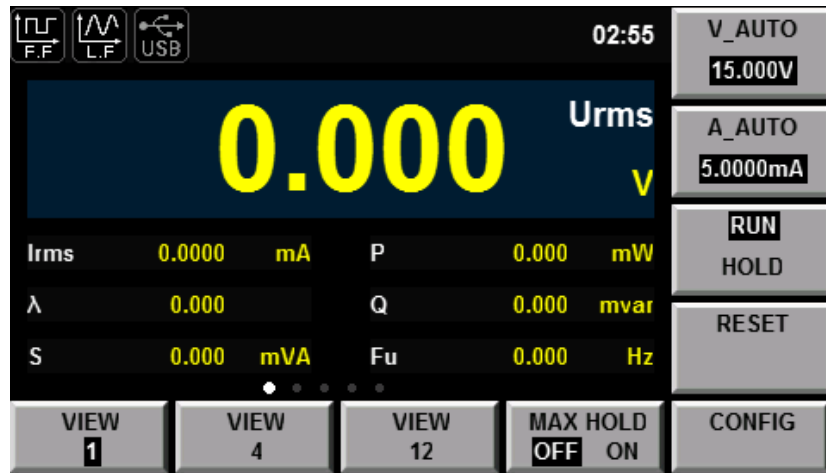 F.F L.F USB 02:55
V_AUTO
15.000V
0.000 Urms
V
A_AUTO
5.0000mA
RUN
HOLD
Irms 0.0000 mA P 0.000 mW
λ 0.000 Q 0.000 mvar
S 0.000 mVA Fu 0.000 Hz
RESET
VIEW
1
VIEW
4
VIEW
12
MAX HOLD
OFF ON
CONFIG